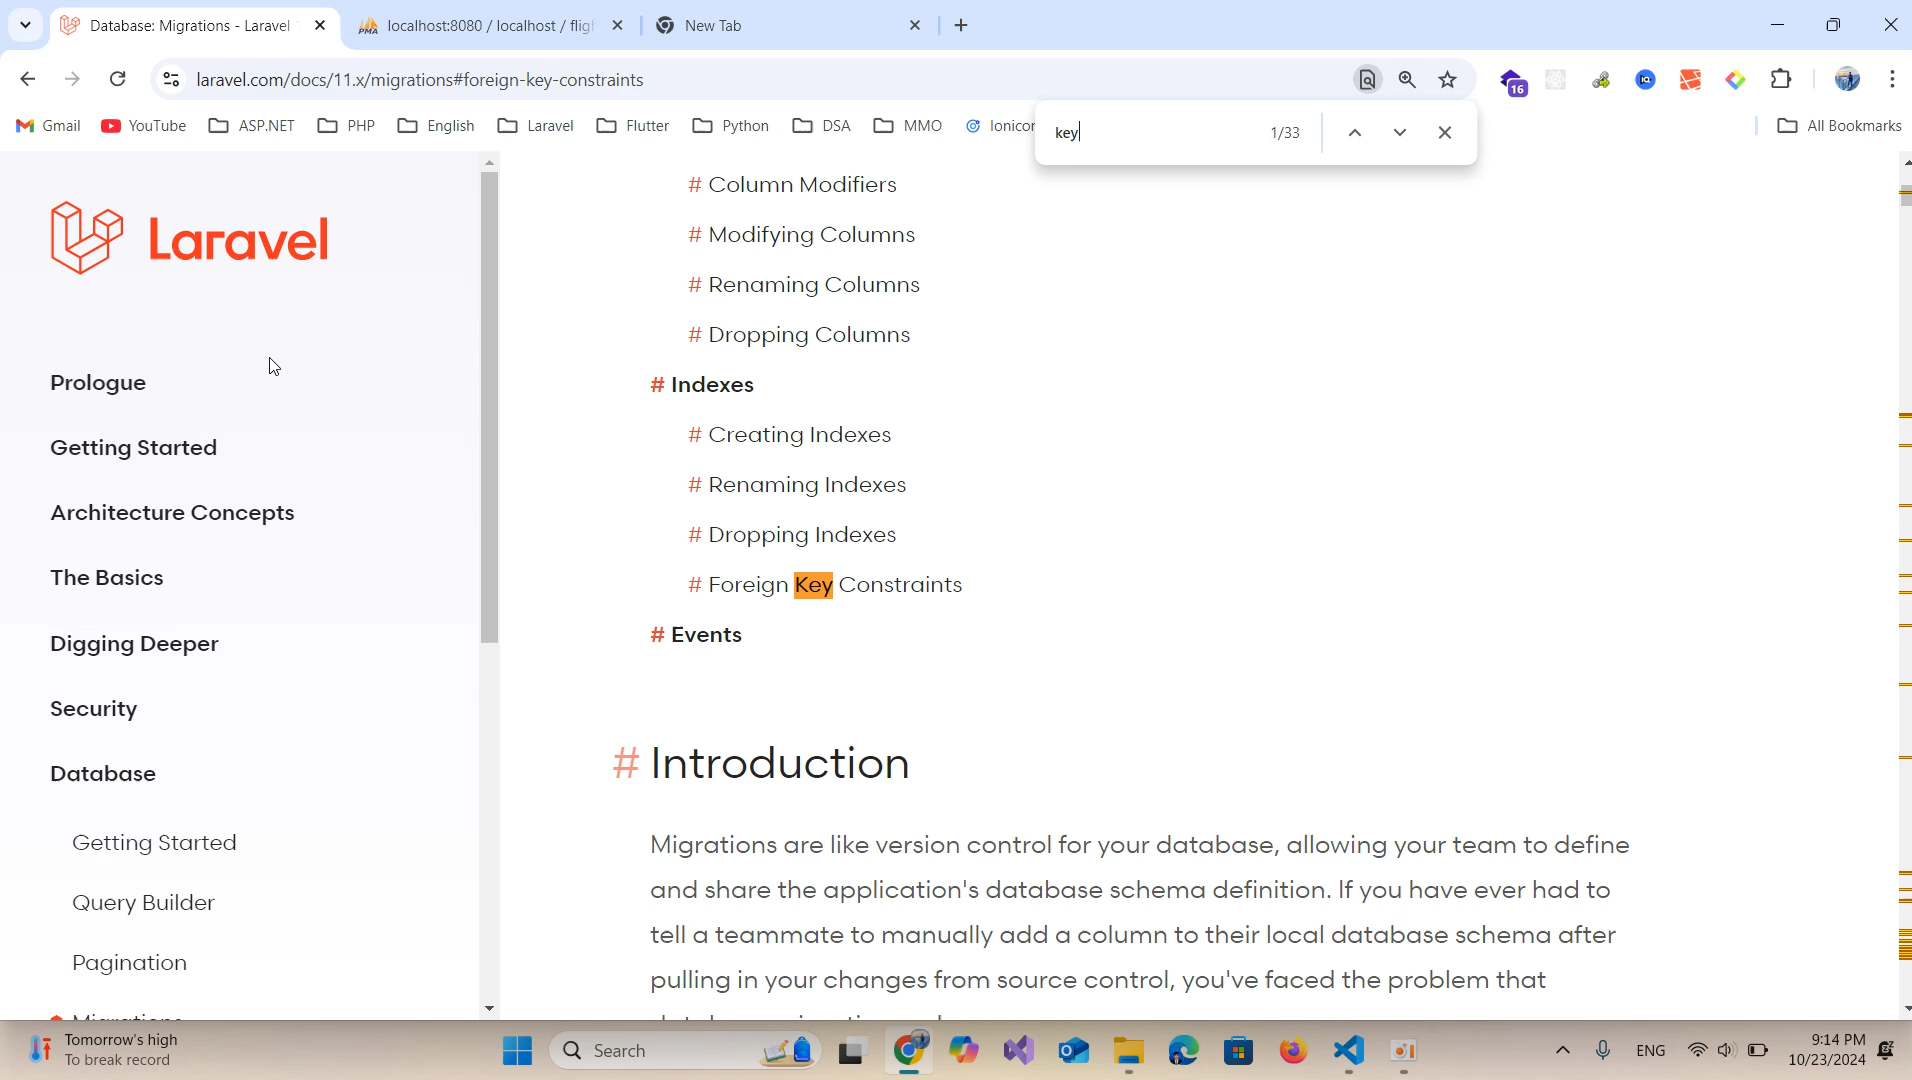 Database: Migrations - Laravel
localhost:8080 / localhost / flig
New Tab
laravel.com/docs/11.x/migrations#foreign-key-constraints
16
Gmail
YouTube
ASP.NET
PHP
English
Laravel
Flutter
Python
DSA
MMO
Ionicon
All Bookmarks
key
1/33
Laravel
Prologue
Getting Started
Architecture Concepts
The Basics
Digging Deeper
Security
Database
Getting Started
Query Builder
Pagination
Migrations
# Column Modifiers
# Modifying Columns
# Renaming Columns
# Dropping Columns
# Indexes
# Creating Indexes
# Renaming Indexes
# Dropping Indexes
# Foreign Key Constraints
# Events
# Introduction
Migrations are like version control for your database, allowing your team to define
and share the application's database schema definition. If you have ever had to
tell a teammate to manually add a column to their local database schema after
pulling in your changes from source control, you've faced the problem that
Tomorrow's high
To break record
Search
ENG
9:14 PM
10/23/2024